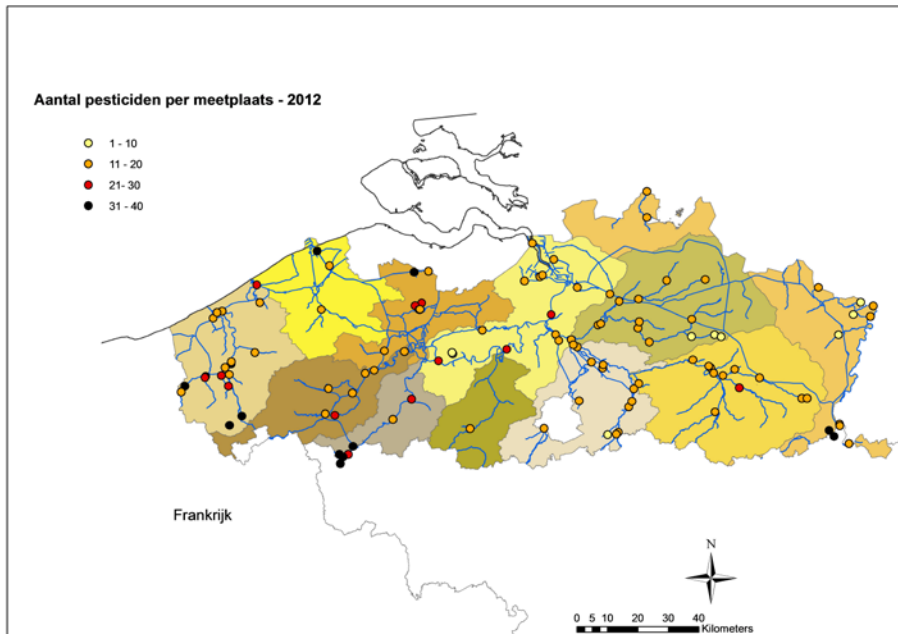 Aantal pesticiden per meetplaats - 2012
1 - 10
11 - 20
21- 30
31 - 40
Frankrijk
N
0 5 10 20 30 40
Kilometers